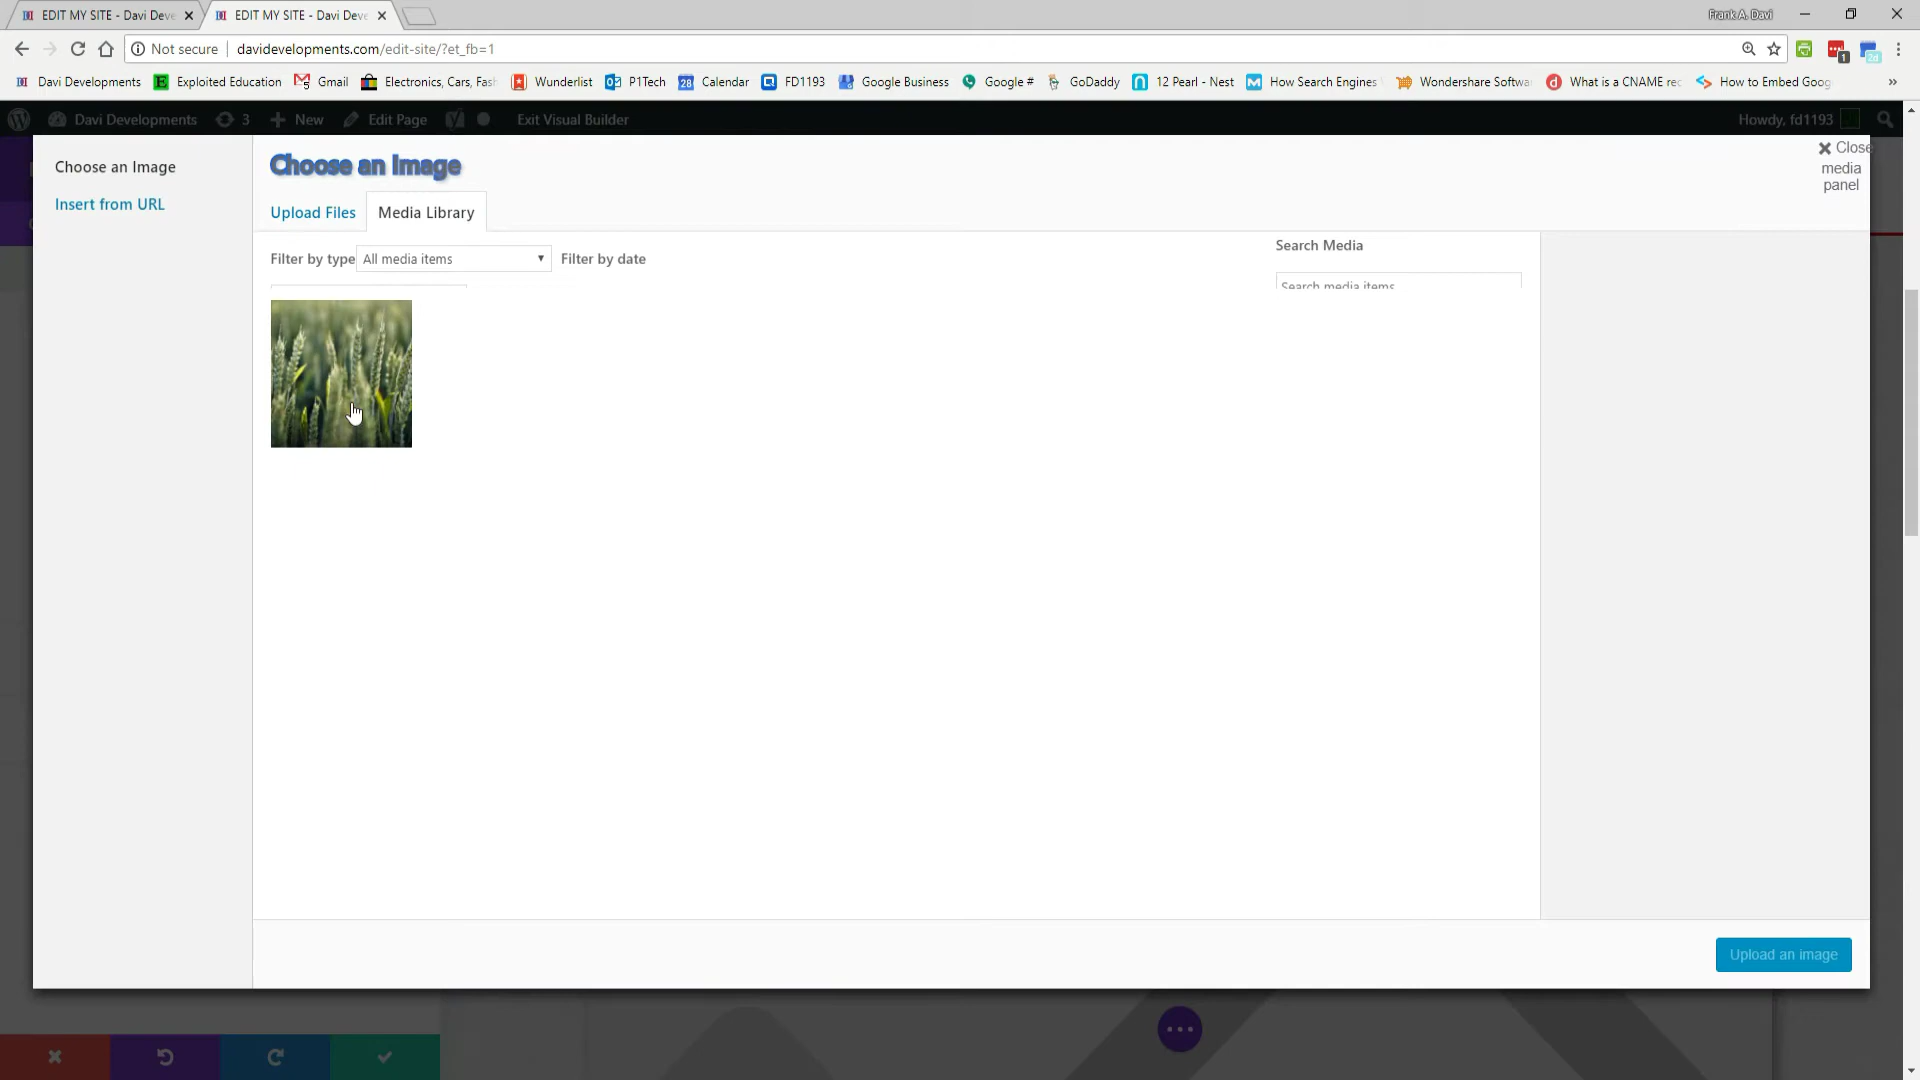 EDIT MY SITE - Davi Deve
EDIT MY SITE - Davi Deve
Frank A. Davi
Not secure
davidevelopments.com/edit-site/?et_fb=1
Davi Developments
Exploited Education
Gmail
Electronics, Cars, Fash
Wunderlist
P1Tech
28
Calendar
FD1193
Google Business
Google #
GoDaddy
12 Pearl - Nest
How Search Engines
Wondershare Softwa
What is a CNAME rec
How to Embed Goog
»
Davi Developments
3
New
Edit Page
Exit Visual Builder
Howdy, fd1193
Choose an Image
Insert from URL
Choose an Image
Close media panel
Upload Files
Media Library
Filter by type
All media items
Filter by date
Search Media
Search media items
Upload an image